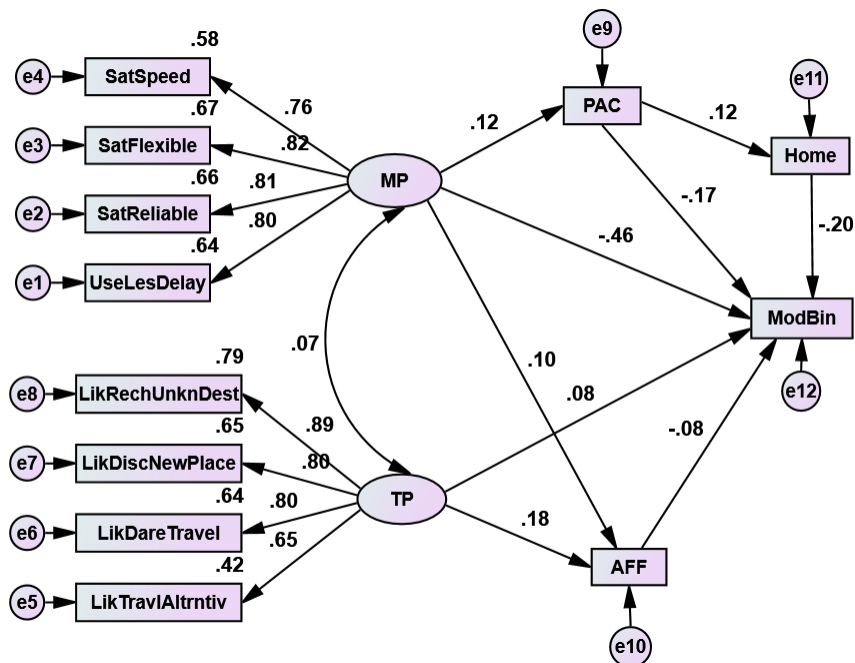 .58
e4
SatSpeed
.76
.67
e3
SatFlexible
.82
.66
e2
SatReliable
.81
.80
.64
e1
UseLesDelay
MP
e9
PAC
.12
.12
e11
Home
-.17
-.20
-.46
ModBin
e12
.07
.10
.08
-.08
.79
e8
LikRechUnknDest
.89
.65
e7
LikDiscNewPlace
.80
.64
e6
LikDareTravel
.80
.65
.42
e5
LikTravlAltrntiv
TP
.18
AFF
e10